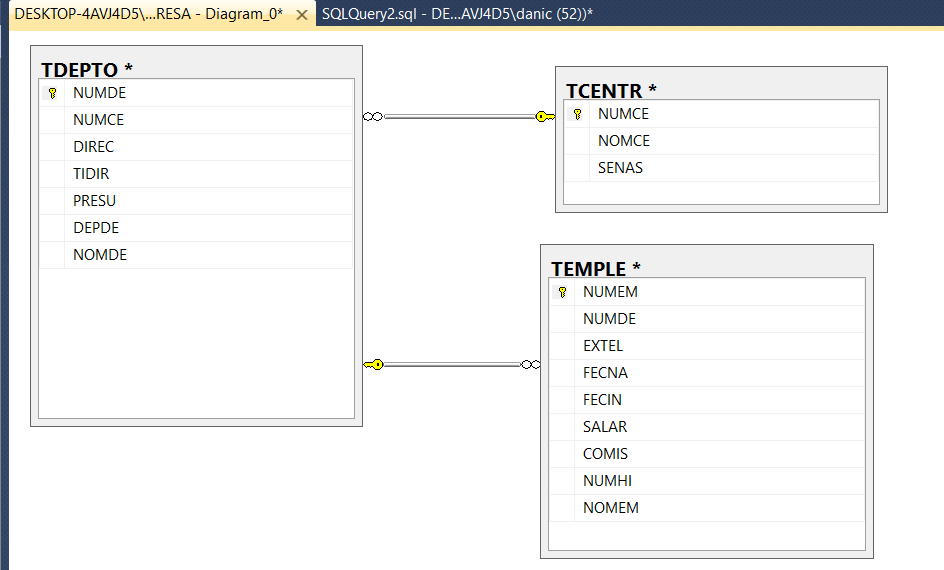 DESKTOP-4AVJ4D5\...RESA - Diagram_0* SQLQuery2.sql - DE...AVJ4D5\danic (52))*
TDEPTO *
NUMDE
NUMCE
DIREC
TIDIR
PRESU
DEPDE
NOMDE
TCENTR *
NUMCE
NOMCE
SENAS
TEMPLE *
NUMEM
NUMDE
EXTEL
FECNA
FECIN
SALAR
COMIS
NUMHI
NOMEM